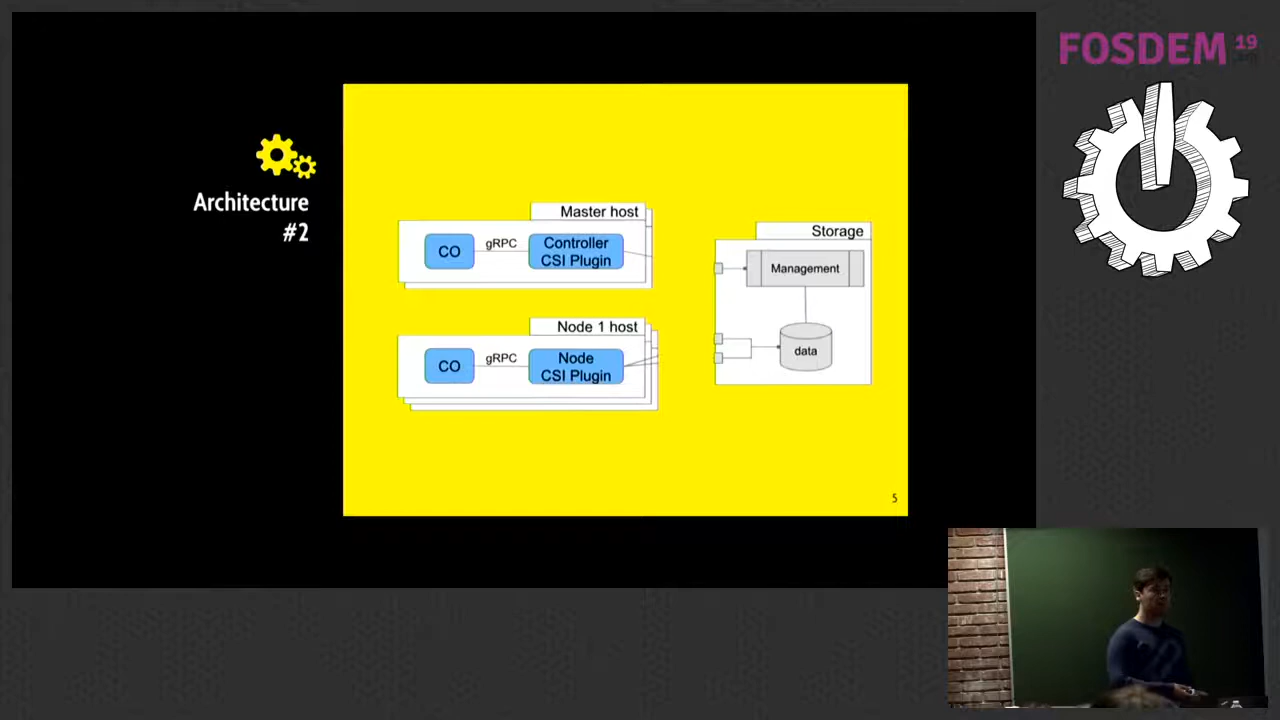 FOSDEM 19
Architecture
#2
Master host
CO
gRPC
Controller
CSI Plugin
Node 1 host
CO
gRPC
Node
CSI Plugin
Storage
Management
data
5